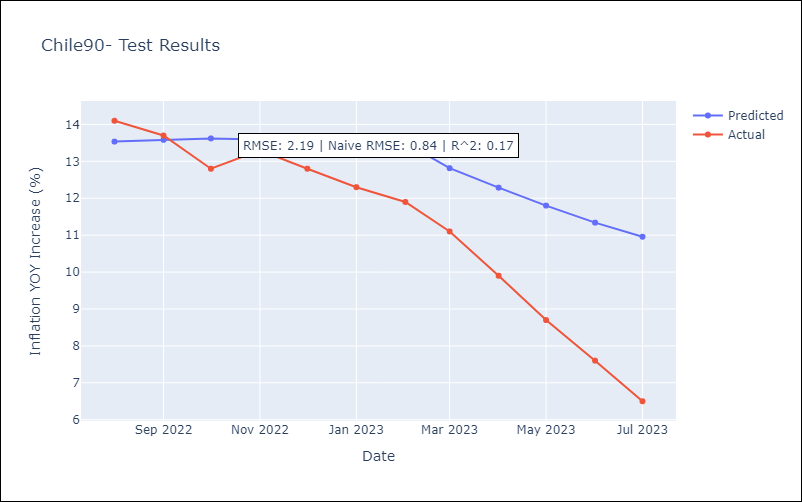 Chile90- Test Results
Predicted
Actual
RMSE: 2.19 | Naive RMSE: 0.84 | R^2: 0.17
Inflation YOY Increase (%)
14
13
12
11
10
9
8
7
6
Sep 2022 Nov 2022 Jan 2023 Mar 2023 May 2023 Jul 2023
Date